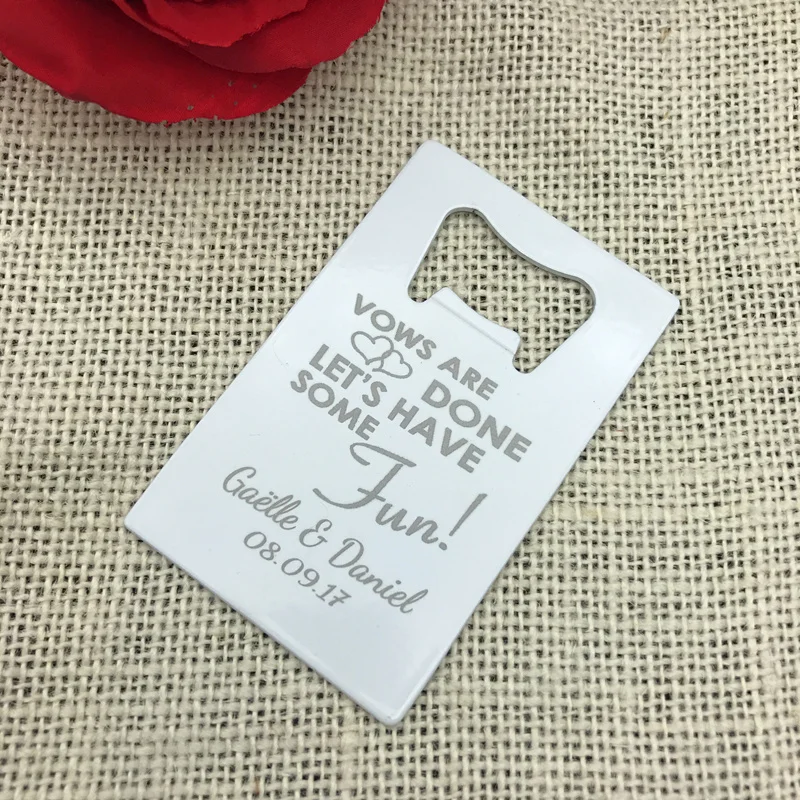 VOWS ARE
DONE
LET'S HAVE
SOME
Fun!
Gaëlle & Daniel
08.09.17